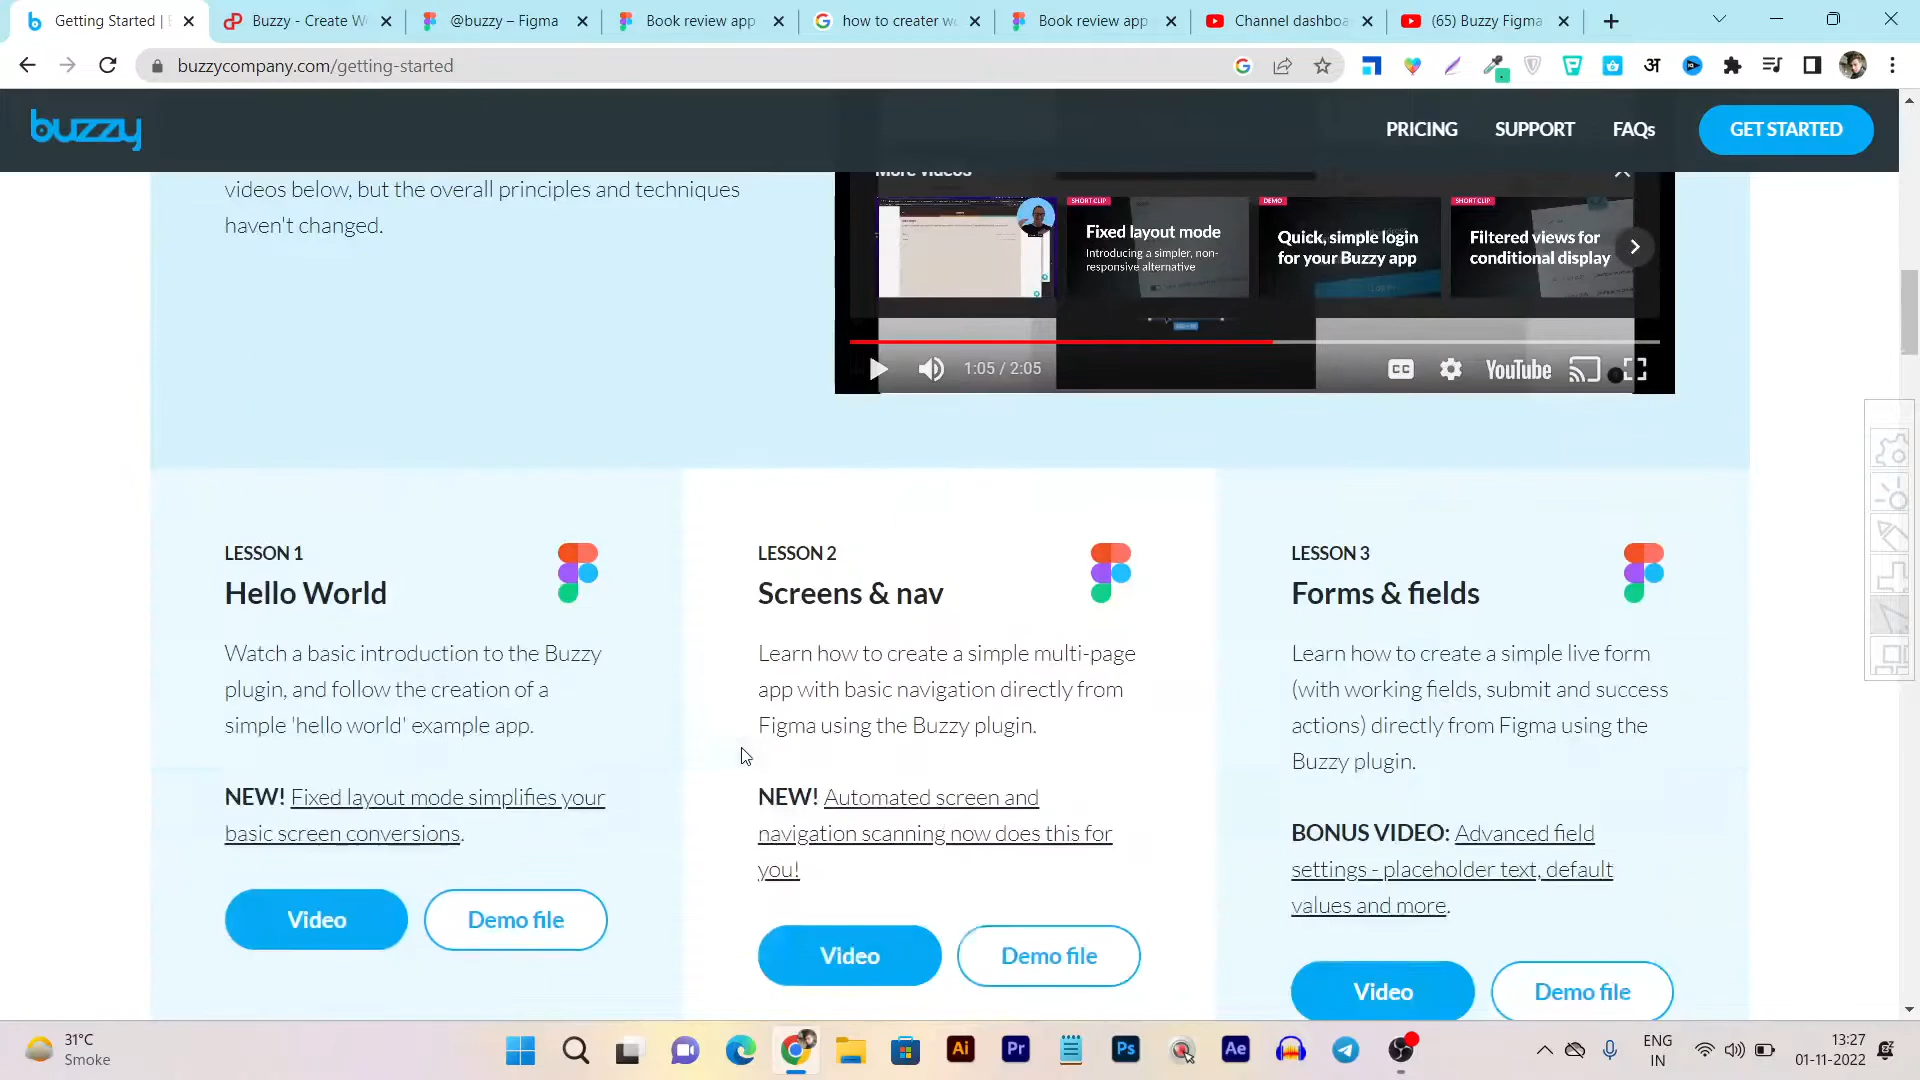 Getting Started |
Buzzy - Create W
@buzzy – Figma
Book review app
how to creater w
Book review app
Channel dashboa
(65) Buzzy Figma
buzzycompany.com/getting-started
अ
buzzy
PRICING
SUPPORT
FAQs
GET STARTED
videos below, but the overall principles and techniques
haven't changed.
More videos
SHORT CLIP
Fixed layout mode
Introducing a simpler, non-
responsive alternative
DEMO
Quick, simple login
for your Buzzy app
SHORT CLIP
Filtered views for
conditional display
1:05 / 2:05
CC
YouTube
LESSON 1
Hello World
Watch a basic introduction to the Buzzy
plugin, and follow the creation of a
simple 'hello world' example app.
NEW! Fixed layout mode simplifies your
basic screen conversions.
Video
Demo file
LESSON 2
Screens & nav
Learn how to create a simple multi-page
app with basic navigation directly from
Figma using the Buzzy plugin.
NEW! Automated screen and
navigation scanning now does this for
you!
Video
Demo file
LESSON 3
Forms & fields
Learn how to create a simple live form
(with working fields, submit and success
actions) directly from Figma using the
Buzzy plugin.
BONUS VIDEO: Advanced field
settings - placeholder text, default
values and more.
Video
Demo file
31°C
Smoke
Ai
Pr
Ps
Ae
ENG
IN
13:27
01-11-2022